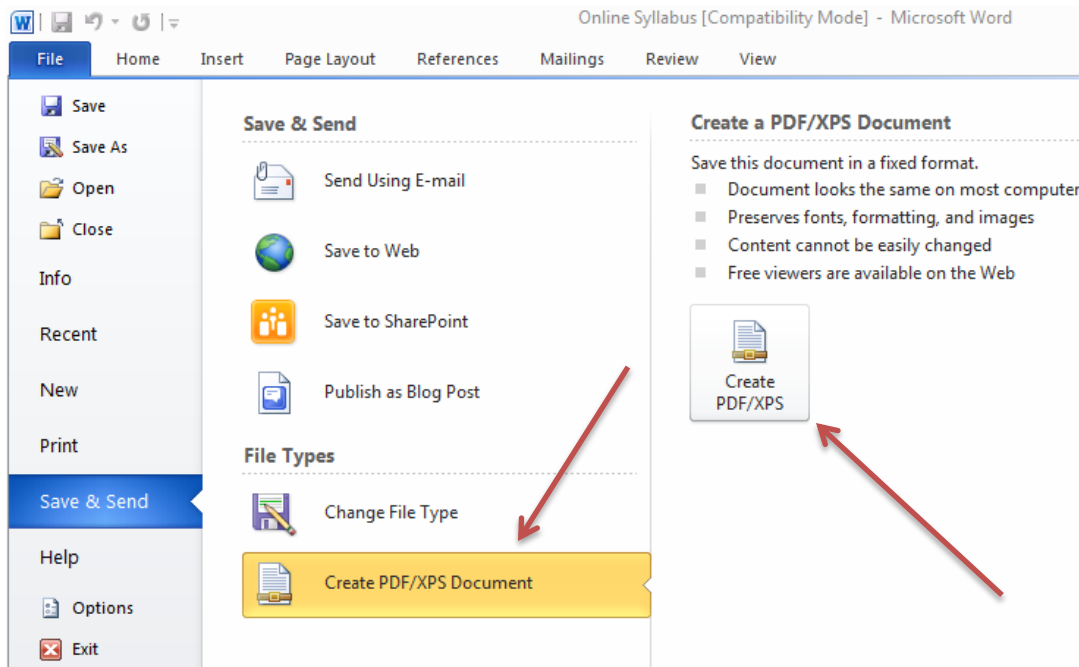 Online Syllabus [Compatibility Mode] - Microsoft Word
File Home Insert Page Layout References Mailings Review View
Save
Save As
Open
Close
Info
Recent
New
Print
Save & Send
Help
Options
Exit
Save & Send
Send Using E-mail
Save to Web
Save to SharePoint
Publish as Blog Post
File Types
Change File Type
Create PDF/XPS Document
Create a PDF/XPS Document
Save this document in a fixed format.
Document looks the same on most computer
Preserves fonts, formatting, and images
Content cannot be easily changed
Free viewers are available on the Web
Create
PDF/XPS